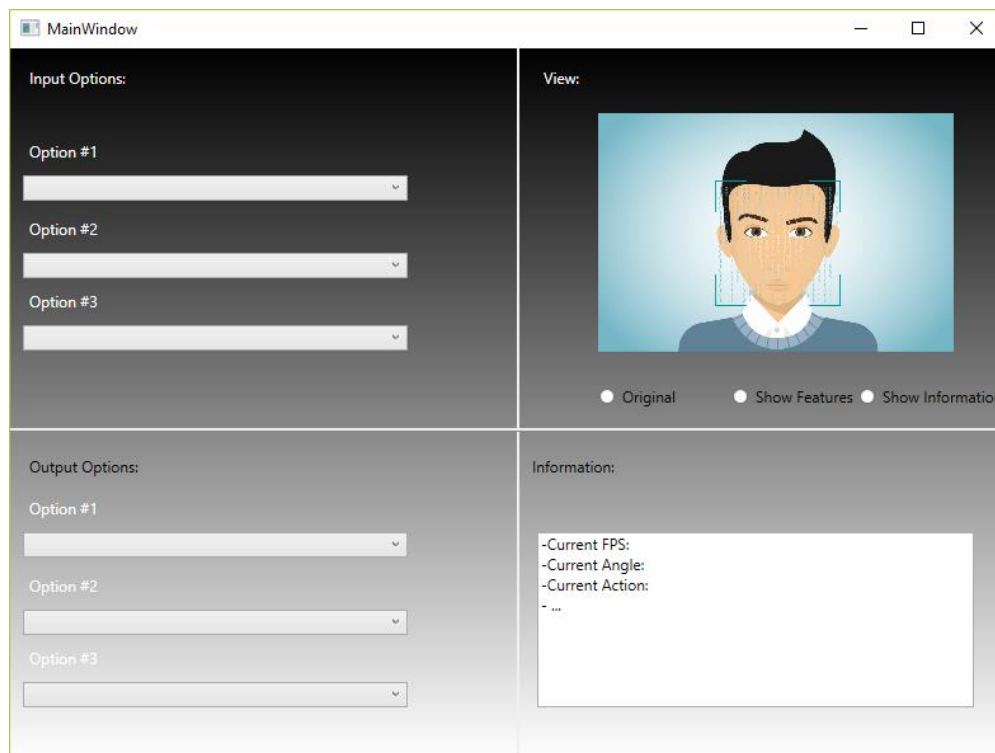 MainWindow
Input Options:
Option #1
Option #2
Option #3
View:
Original
Show Features
Show Informatio
Output Options:
Option #1
Option #2
Option #3
Information:
-Current FPS:
-Current Angle:
-Current Action:
- ...